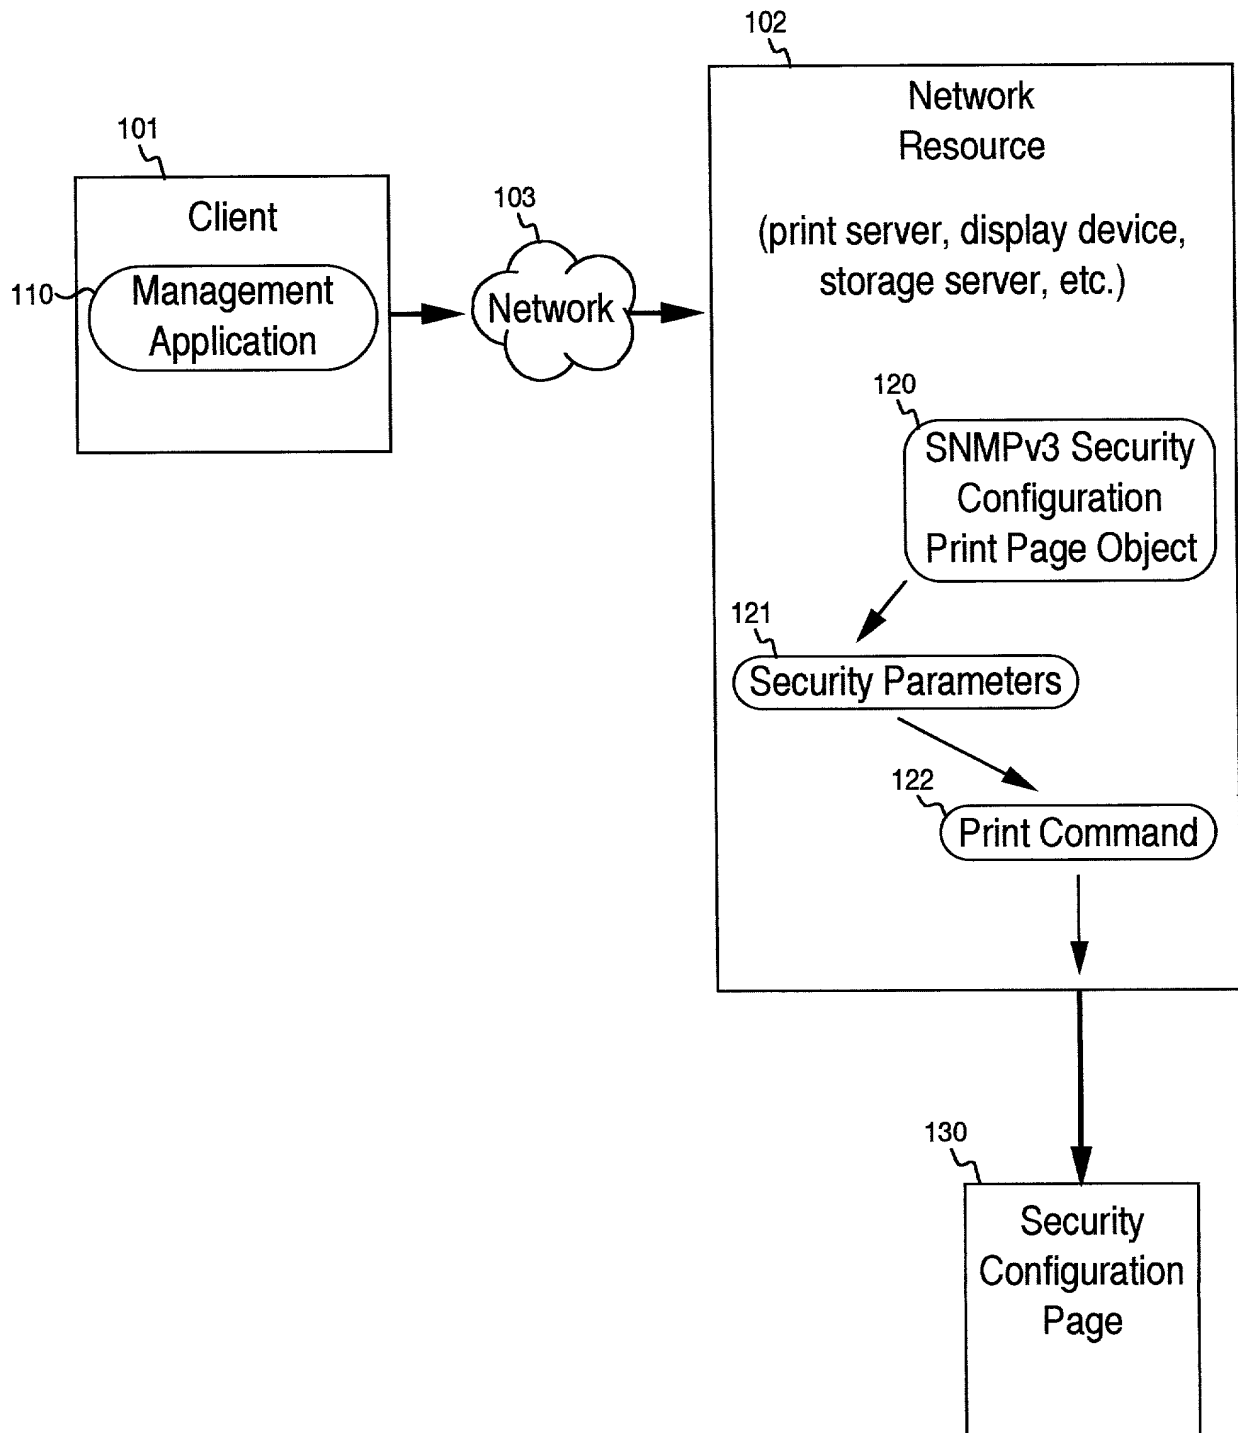 102
Network
Resource
(print server, display device,
storage server, etc.)
101
Client
110
Management
Application
103
Network
120
SNMPv3 Security
Configuration
Print Page Object
121
Security Parameters
122
Print Command
130
Security
Configuration
Page